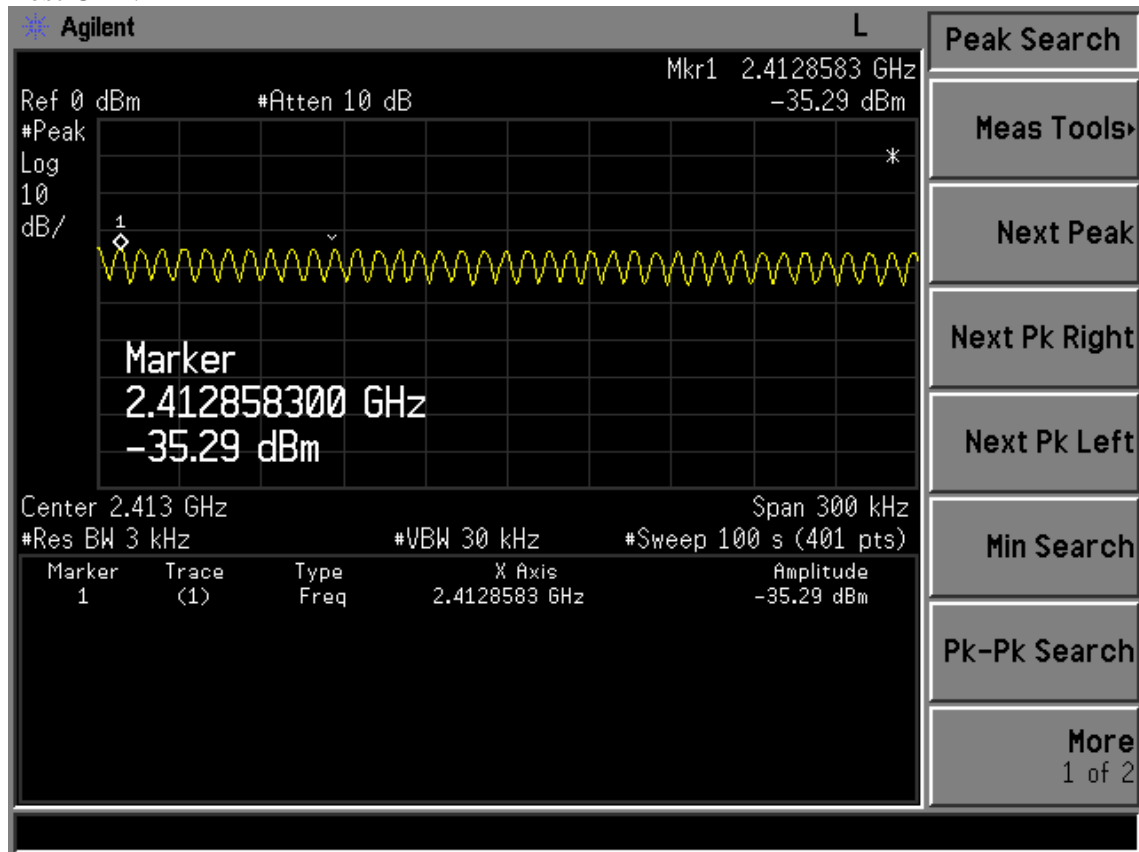 Agilent
L
Peak Search
Mkr1 2.4128583 GHz
Ref 0 dBm #Atten 10 dB -35.29 dBm
#Peak
Log
10
dB/
1
*
Marker
2.412858300 GHz
-35.29 dBm
Center 2.413 GHz Span 300 kHz
#Res BW 3 kHz #VBW 30 kHz #Sweep 100 s (401 pts)
Marker Trace Type X Axis Amplitude
1 (1) Freq 2.4128583 GHz -35.29 dBm
Meas Tools
Next Peak
Next Pk Right
Next Pk Left
Min Search
Pk-Pk Search
More
1 of 2